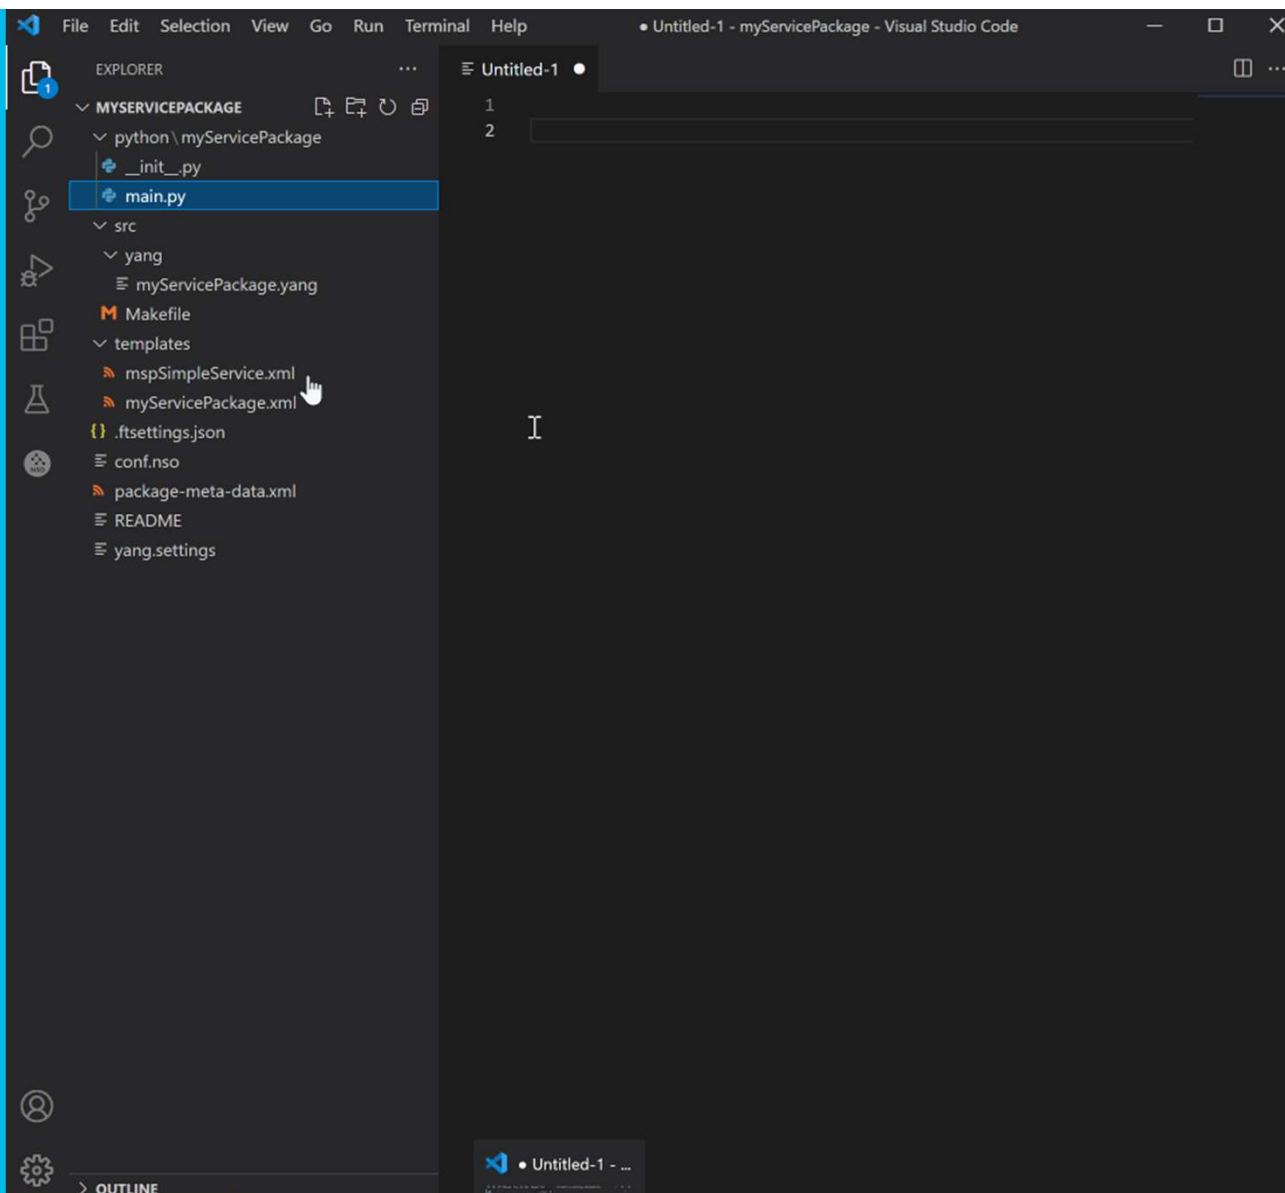 File Edit Selection View Go Run Terminal Help ● Untitled-1 - myServicePackage - Visual Studio Code
EXPLORER ···
Untitled-1 ●
1
MYSERVICEPACKAGE
python\myServicePackage
__init__.py
main.py
src
yang
myServicePackage.yang
M Makefile
templates
mspSimpleService.xml
myServicePackage.xml
{} .ftsettings.json
conf.nso
package-meta-data.xml
README
yang.settings
NSO
OUTLINE
1
2
● Untitled-1 - ...